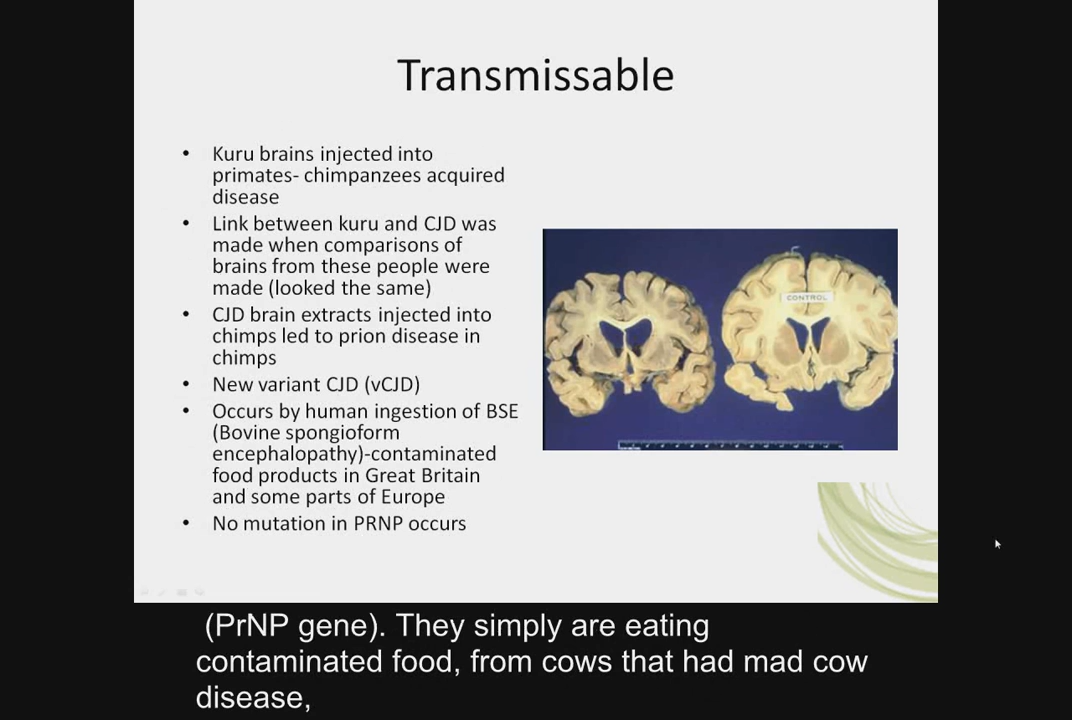 Transmissable
• Kuru brains injected into
primates- chimpanzees acquired
disease
• Link between kuru and CJD was
made when comparisons of
brains from these people were
made (looked the same)
• CJD brain extracts injected into
chimps led to prion disease in
chimps
• New variant CJD (vCJD)
• Occurs by human ingestion of BSE
(Bovine spongioform
encephalopathy)-contaminated
food products in Great Britain
and some parts of Europe
• No mutation in PRNP occurs
CONTROL
(PrNP gene). They simply are eating
contaminated food, from cows that had mad cow
disease,